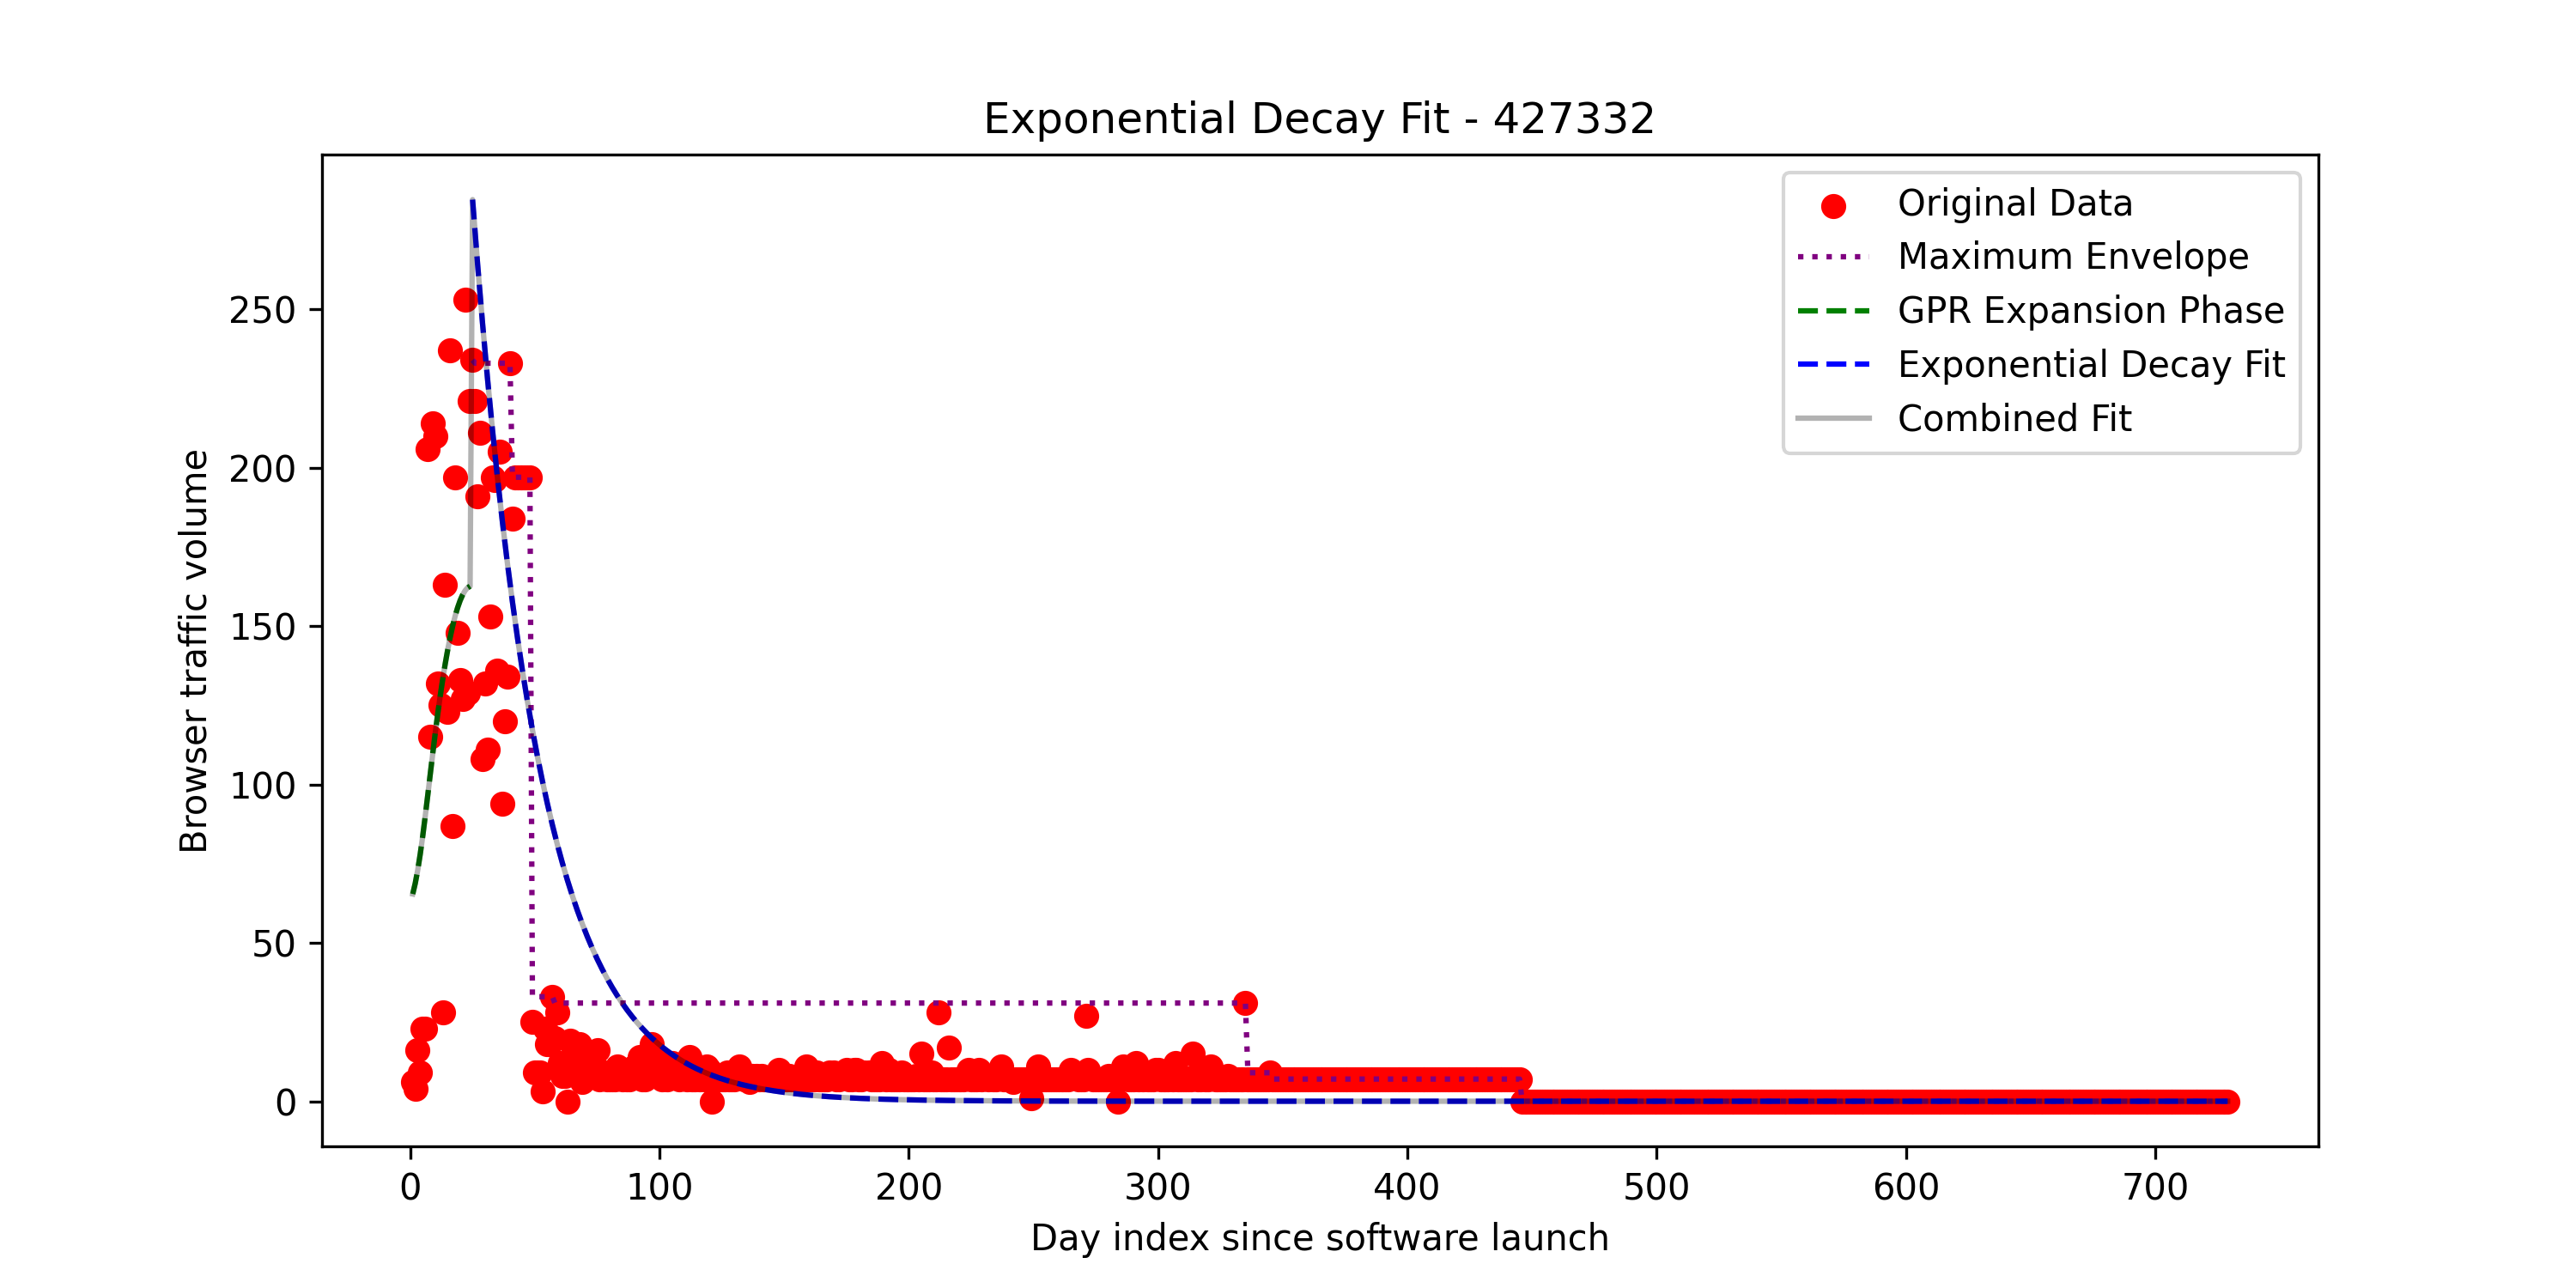 Exponential Decay Fit - 427332
Original Data
Maximum Envelope
GPR Expansion Phase
Exponential Decay Fit
Combined Fit
250
200
150
100
50
0
Browser traffic volume
0 100 200 300 400 500 600 700
Day index since software launch